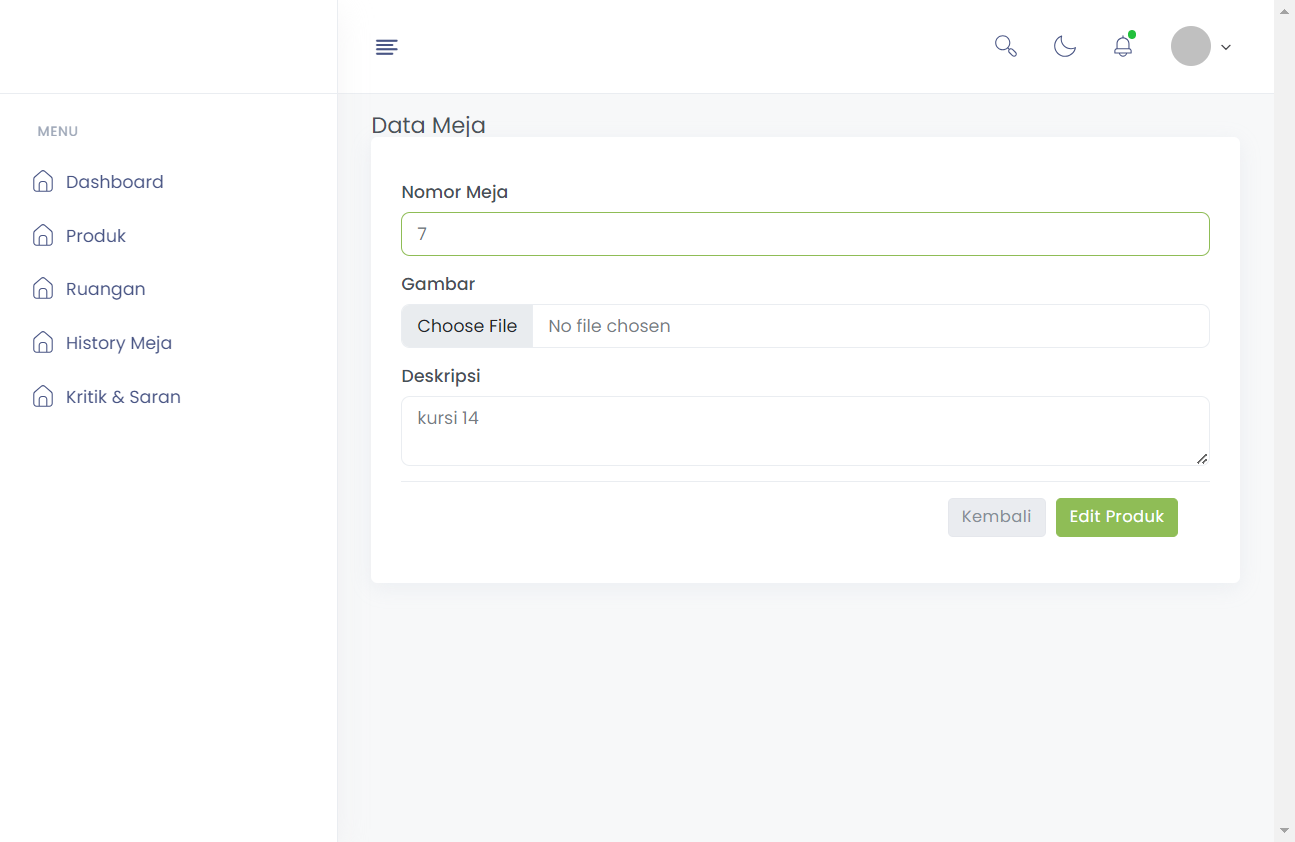 MENU
Dashboard
Produk
Ruangan
History Meja
Kritik & Saran
Data Meja
Nomor Meja
7
Gambar
Choose File No file chosen
Deskripsi
kursi 14
Kembali Edit Produk